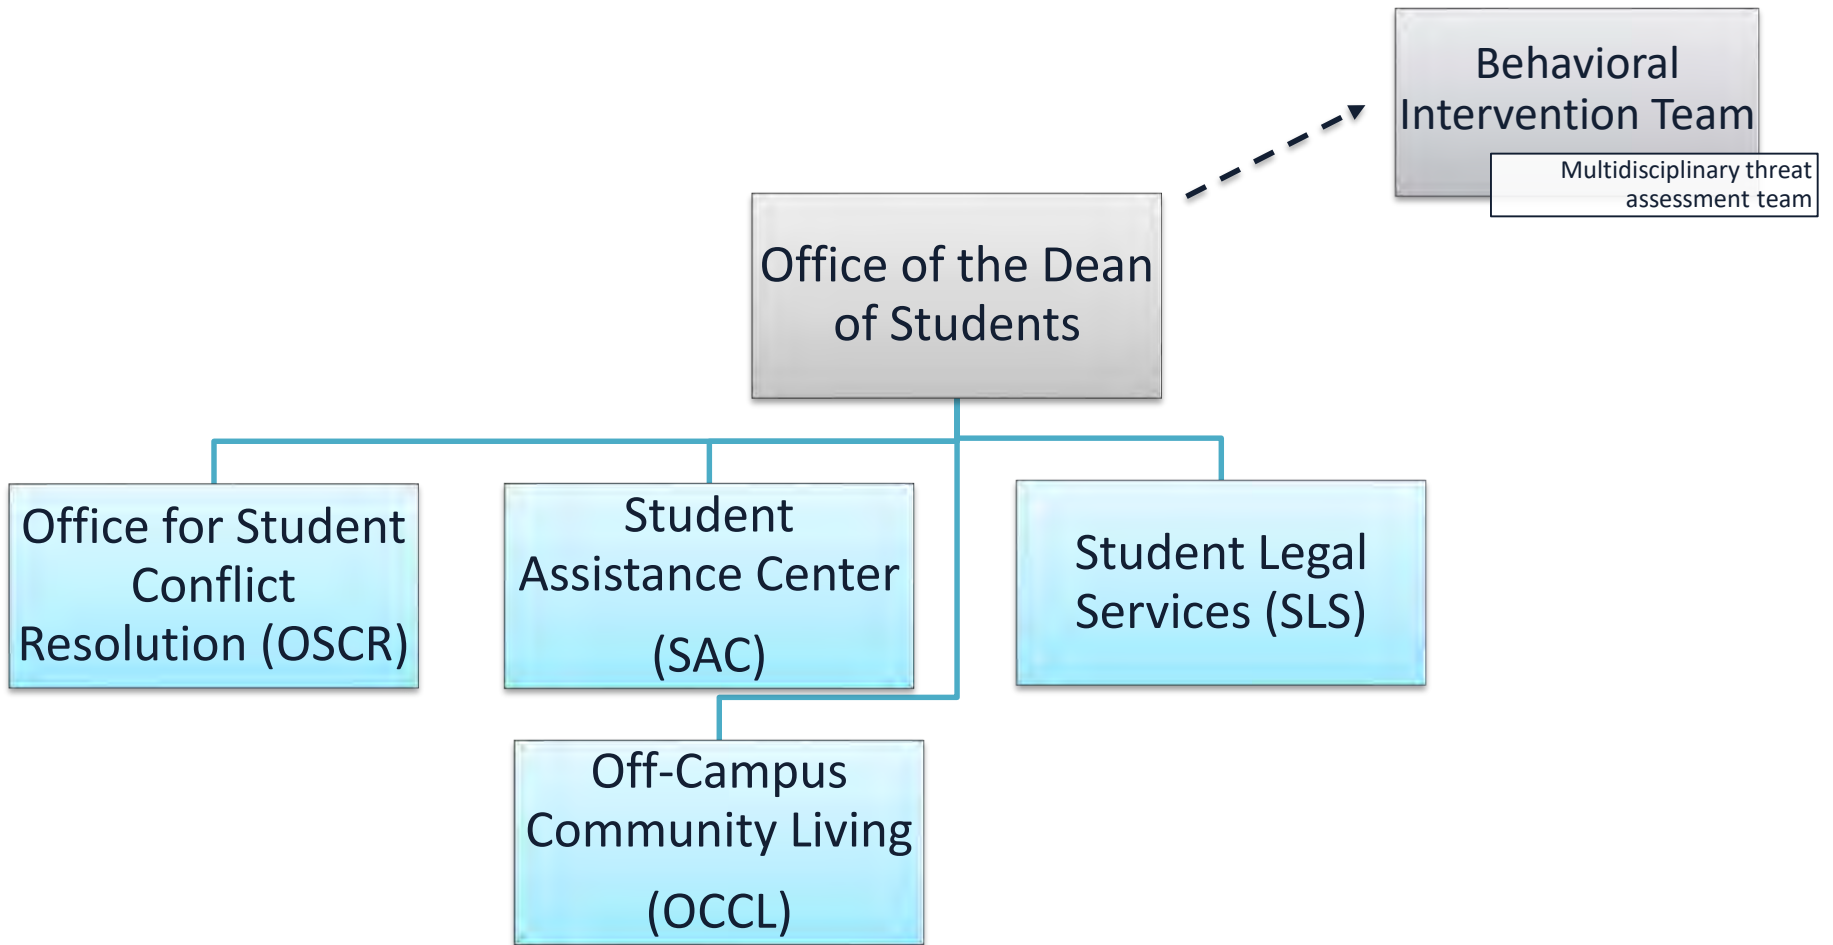 Behavioral
Intervention Team
Multidisciplinary threat
assessment team
Office of the Dean
of Students
Office for Student
Conflict
Resolution (OSCR)
Student
Assistance Center
(SAC)
Student Legal
Services (SLS)
Off-Campus
Community Living
(OCCL)